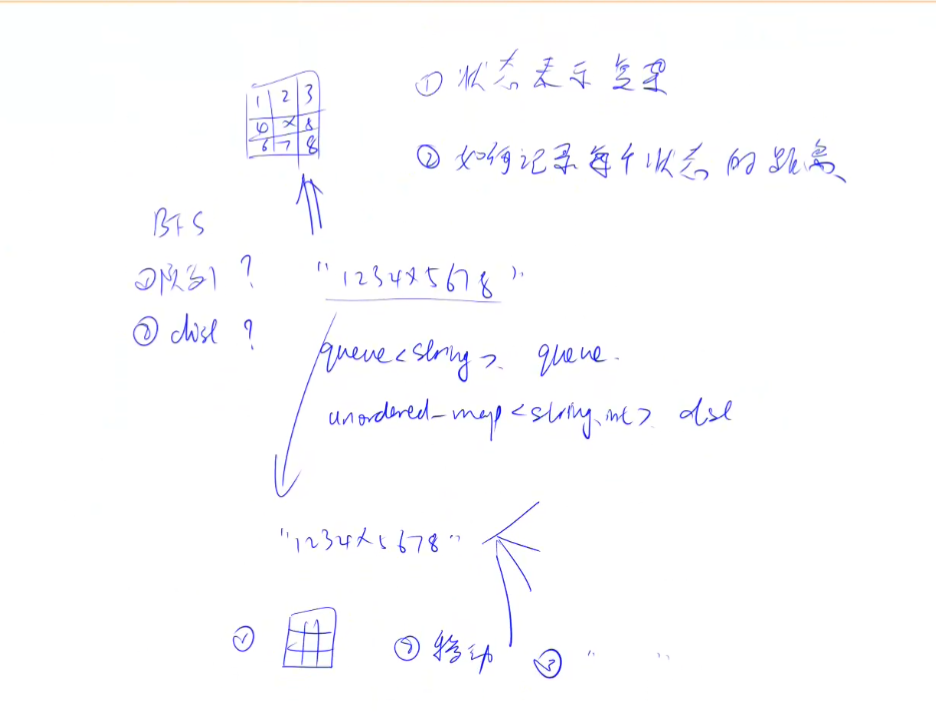 ① 状态表示复杂
1 2 3
4 x 5
6 7 8
② 如何记录每个状态的距离
BFS
① 队列 ?
"1234x5678"
② dist ?
queue<string> queue
unordered_map<string, int> dist
"1234x5678"
① ② 移动 ③ " "